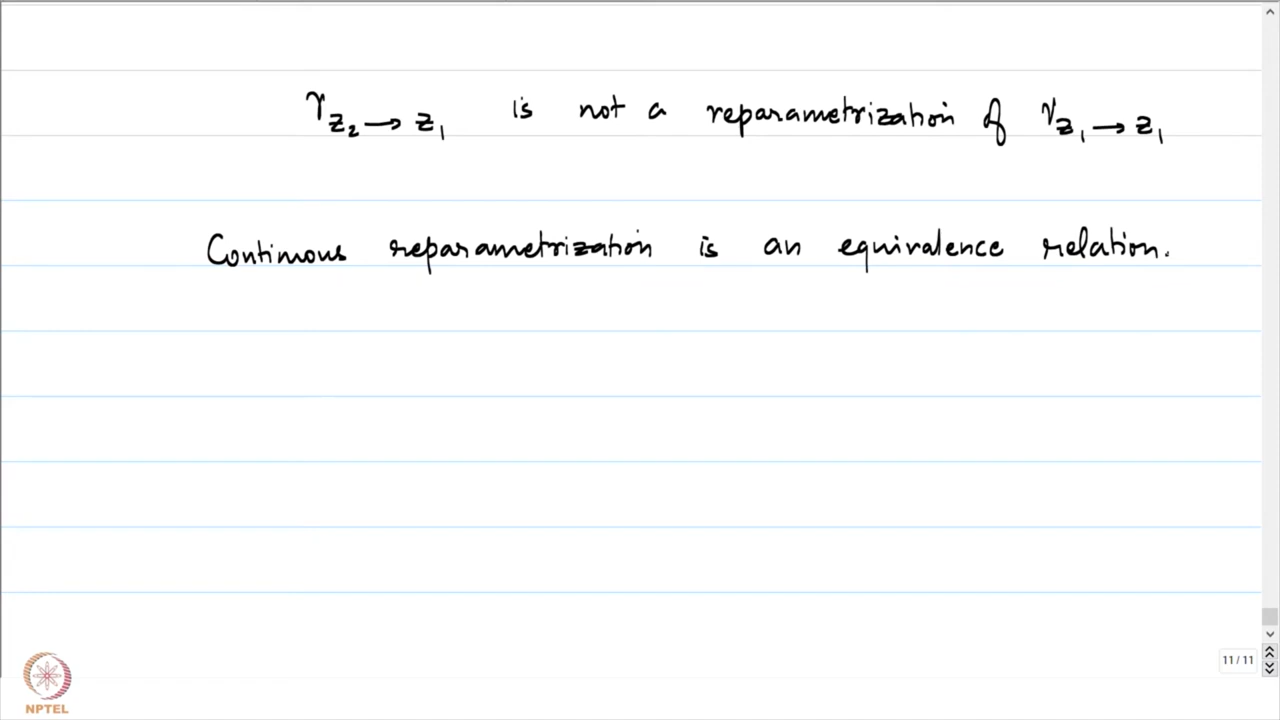 γ_{z₂ → z₁} is not a reparametrization of γ_{z₁ → z₁}
Continuous reparametrization is an equivalence relation.
11 / 11
NPTEL